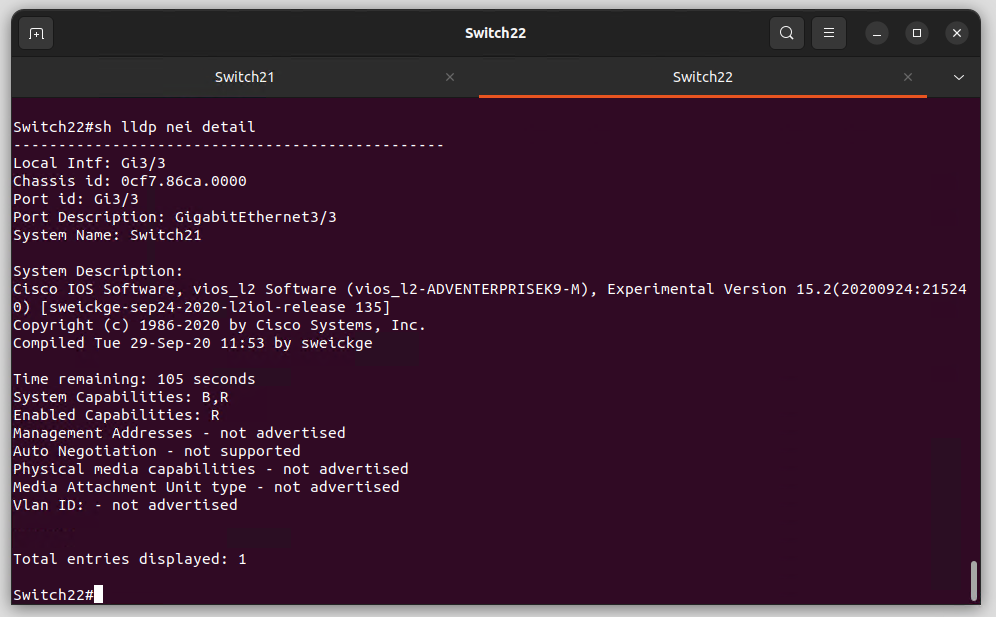 Switch22
Switch21
Switch22
Switch22#sh lldp nei detail
------------------------------------------------
Local Intf: Gi3/3
Chassis id: 0cf7.86ca.0000
Port id: Gi3/3
Port Description: GigabitEthernet3/3
System Name: Switch21
System Description:
Cisco IOS Software, vios_l2 Software (vios_l2-ADVENTERPRISEK9-M), Experimental Version 15.2(20200924:21524
0) [sweickge-sep24-2020-l2iol-release 135]
Copyright (c) 1986-2020 by Cisco Systems, Inc.
Compiled Tue 29-Sep-20 11:53 by sweickge
Time remaining: 105 seconds
System Capabilities: B,R
Enabled Capabilities: R
Management Addresses - not advertised
Auto Negotiation - not supported
Physical media capabilities - not advertised
Media Attachment Unit type - not advertised
Vlan ID: - not advertised
Total entries displayed: 1
Switch22#